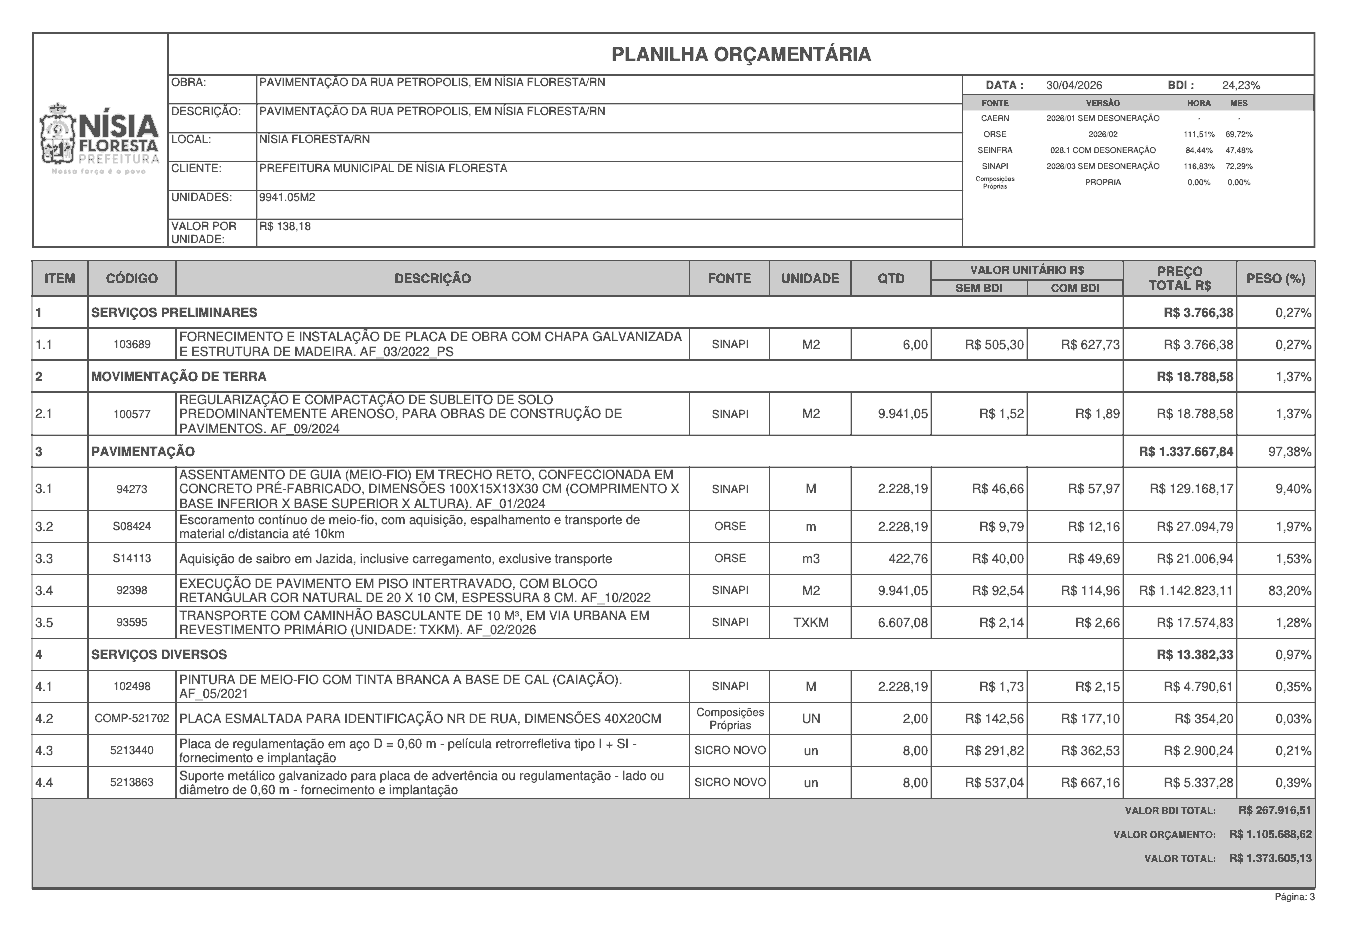 PLANILHA ORÇAMENTÁRIA
NÍSIA
FLORESTA
PREFEITURA
Nossa força é o povo
OBRA: PAVIMENTAÇÃO DA RUA PETROPOLIS, EM NÍSIA FLORESTA/RN
DESCRIÇÃO: PAVIMENTAÇÃO DA RUA PETROPOLIS, EM NÍSIA FLORESTA/RN
LOCAL: NÍSIA FLORESTA/RN
CLIENTE: PREFEITURA MUNICIPAL DE NÍSIA FLORESTA
UNIDADES: 9941.05M2
VALOR POR UNIDADE: R$ 138,18
DATA : 30/04/2026 BDI : 24,23%
FONTE VERSÃO HORA MES
CAERN 2026/01 SEM DESONERAÇÃO - -
ORSE 2026/02 111,51% 69,72%
SEINFRA 028.1 COM DESONERAÇÃO 84,44% 47,48%
SINAPI 2026/03 SEM DESONERAÇÃO 116,83% 72,29%
Composições Próprias PROPRIA 0,00% 0,00%
ITEM CÓDIGO DESCRIÇÃO FONTE UNIDADE QTD VALOR UNITÁRIO R$ PREÇO TOTAL R$ PESO (%)
SEM BDI COM BDI
1 SERVIÇOS PRELIMINARES R$ 3.766,38 0,27%
1.1 103689 FORNECIMENTO E INSTALAÇÃO DE PLACA DE OBRA COM CHAPA GALVANIZADA
E ESTRUTURA DE MADEIRA. AF_03/2022_PS SINAPI M2 6,00 R$ 505,30 R$ 627,73 R$ 3.766,38 0,27%
2 MOVIMENTAÇÃO DE TERRA R$ 18.788,58 1,37%
2.1 100577 REGULARIZAÇÃO E COMPACTAÇÃO DE SUBLEITO DE SOLO
PREDOMINANTEMENTE ARENOSO, PARA OBRAS DE CONSTRUÇÃO DE
PAVIMENTOS. AF_09/2024 SINAPI M2 9.941,05 R$ 1,52 R$ 1,89 R$ 18.788,58 1,37%
3 PAVIMENTAÇÃO R$ 1.337.667,84 97,38%
3.1 94273 ASSENTAMENTO DE GUIA (MEIO-FIO) EM TRECHO RETO, CONFECCIONADA EM
CONCRETO PRÉ-FABRICADO, DIMENSÕES 100X15X13X30 CM (COMPRIMENTO X
BASE INFERIOR X BASE SUPERIOR X ALTURA). AF_01/2024 SINAPI M 2.228,19 R$ 46,66 R$ 57,97 R$ 129.168,17 9,40%
3.2 S08424 Escoramento contínuo de meio-fio, com aquisição, espalhamento e transporte de
material c/distancia até 10km ORSE m 2.228,19 R$ 9,79 R$ 12,16 R$ 27.094,79 1,97%
3.3 S14113 Aquisição de saibro em Jazida, inclusive carregamento, exclusive transporte ORSE m3 422,76 R$ 40,00 R$ 49,69 R$ 21.006,94 1,53%
3.4 92398 EXECUÇÃO DE PAVIMENTO EM PISO INTERTRAVADO, COM BLOCO
RETANGULAR COR NATURAL DE 20 X 10 CM, ESPESSURA 8 CM. AF_10/2022 SINAPI M2 9.941,05 R$ 92,54 R$ 114,96 R$ 1.142.823,11 83,20%
3.5 93595 TRANSPORTE COM CAMINHÃO BASCULANTE DE 10 M³, EM VIA URBANA EM
REVESTIMENTO PRIMÁRIO (UNIDADE: TXKM). AF_02/2026 SINAPI TXKM 6.607,08 R$ 2,14 R$ 2,66 R$ 17.574,83 1,28%
4 SERVIÇOS DIVERSOS R$ 13.382,33 0,97%
4.1 102498 PINTURA DE MEIO-FIO COM TINTA BRANCA A BASE DE CAL (CAIAÇÃO).
AF_05/2021 SINAPI M 2.228,19 R$ 1,73 R$ 2,15 R$ 4.790,61 0,35%
4.2 COMP-521702 PLACA ESMALTADA PARA IDENTIFICAÇÃO NR DE RUA, DIMENSÕES 40X20CM Composições Próprias UN 2,00 R$ 142,56 R$ 177,10 R$ 354,20 0,03%
4.3 5213440 Placa de regulamentação em aço D = 0,60 m - película retrorrefletiva tipo I + SI -
fornecimento e implantação SICRO NOVO un 8,00 R$ 291,82 R$ 362,53 R$ 2.900,24 0,21%
4.4 5213863 Suporte metálico galvanizado para placa de advertência ou regulamentação - lado ou
diâmetro de 0,60 m - fornecimento e implantação SICRO NOVO un 8,00 R$ 537,04 R$ 667,16 R$ 5.337,28 0,39%
VALOR BDI TOTAL: R$ 267.916,51
VALOR ORÇAMENTO: R$ 1.105.688,62
VALOR TOTAL: R$ 1.373.605,13
Página: 3